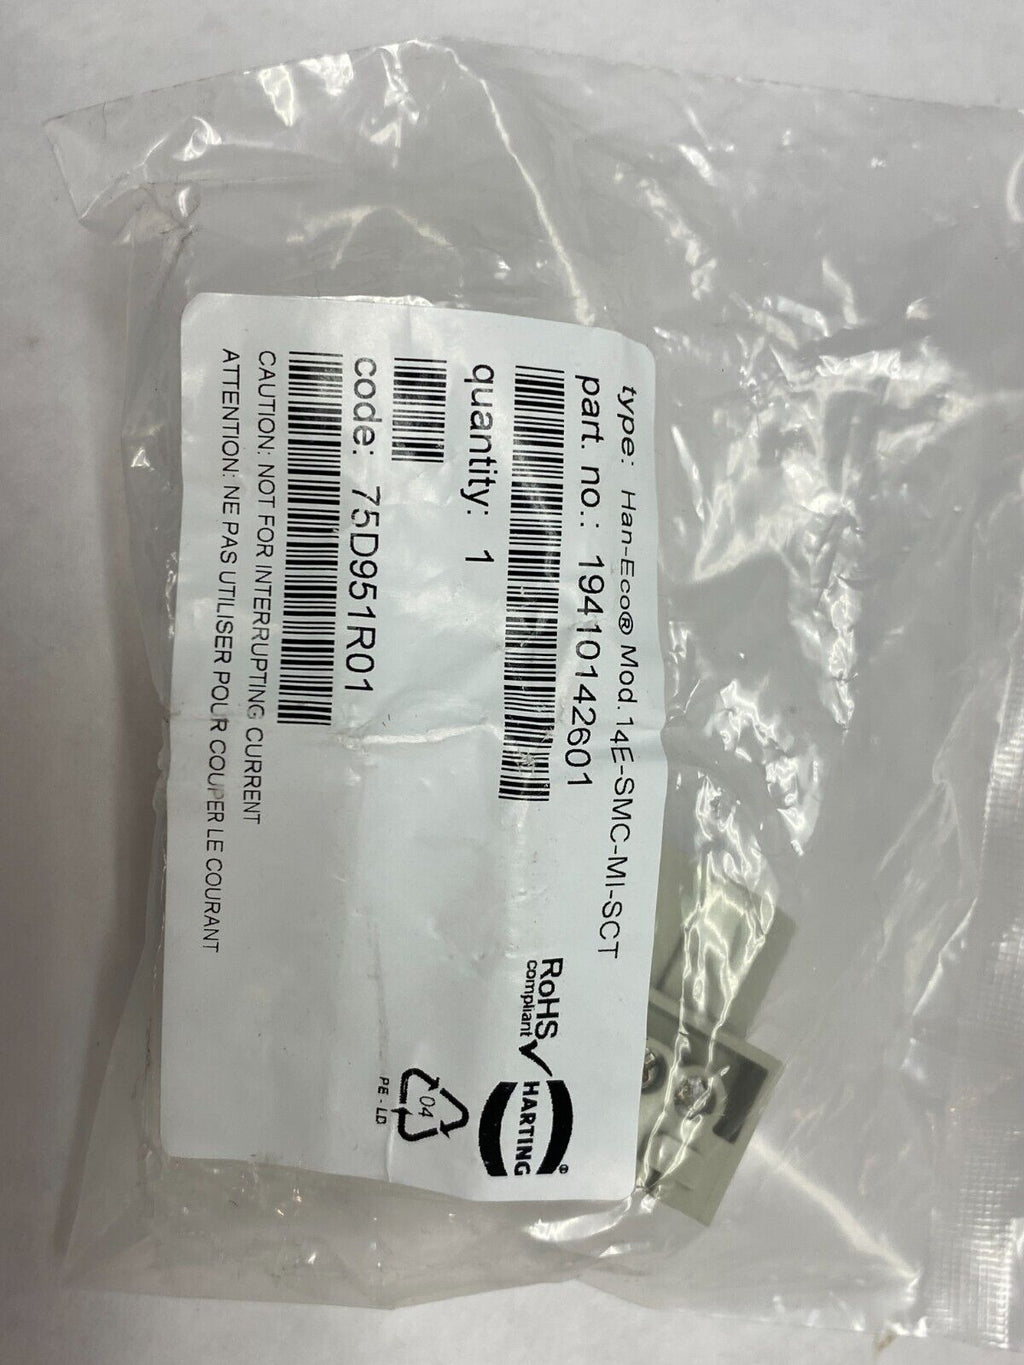 type: Han-Eco® Mod.14E-SMC-MI-SCT
part. no.: 19410142601
quantity: 1
code: 75D951R01
CAUTION: NOT FOR INTERRUPTING CURRENT
ATTENTION: NE PAS UTILISER POUR COUPER LE COURANT
RoHS
compliant
HARTING®
04
PE - LD